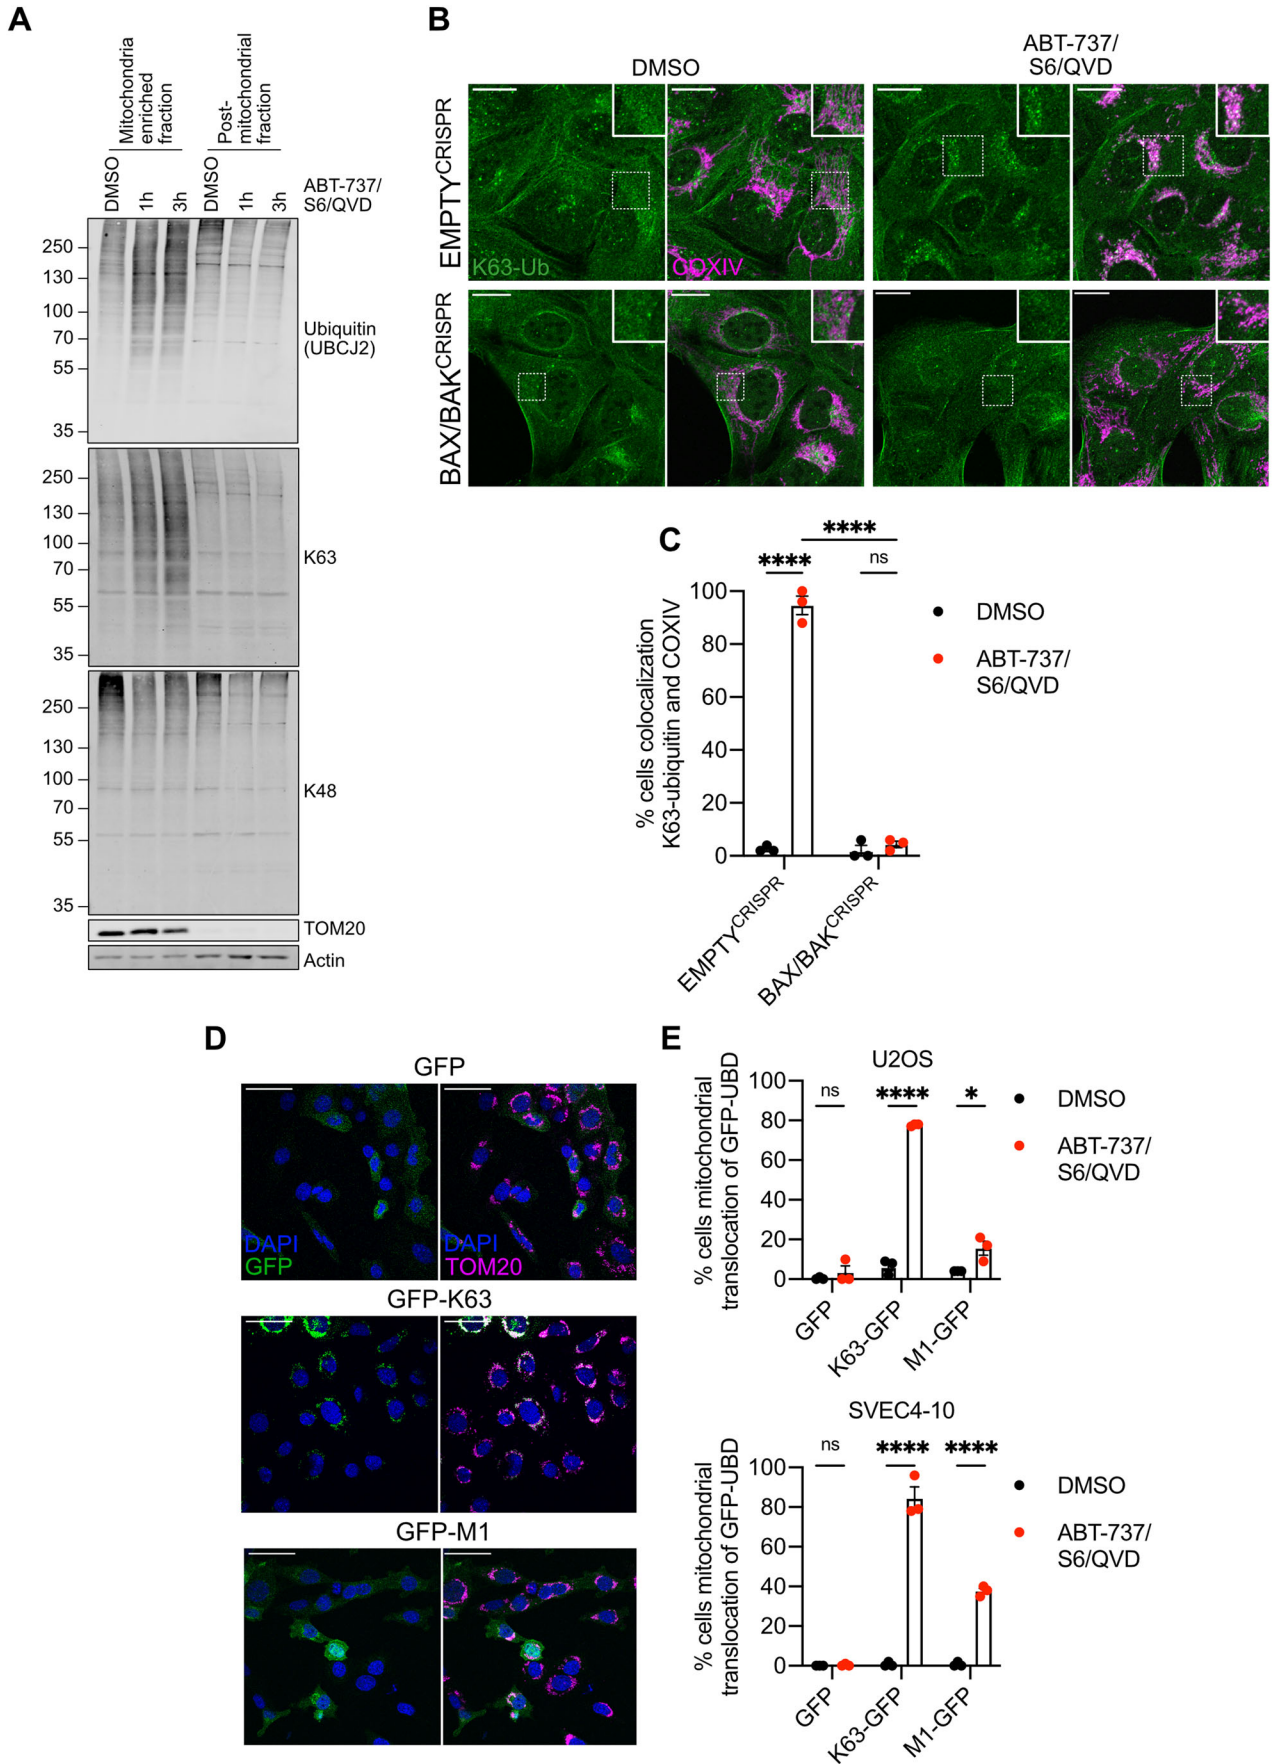 A
Mitochondria
enriched
fraction
Post-
mitochondrial
fraction
DMSO
1h
3h
DMSO
1h
3h
ABT-737/
S6/QVD
250
130
100
70
55
35
Ubiquitin
(UBCJ2)
250
130
100
70
55
35
K63
250
130
100
70
55
35
K48
TOM20
Actin
B
DMSO
ABT-737/
S6/QVD
EMPTYCRISPR
K63-Ub
COXIV
BAX/BAKCRISPR
C
****
****
ns
% cells colocalization
K63-ubiquitin and COXIV
100
80
60
40
20
0
EMPTYCRISPR
BAX/BAKCRISPR
DMSO
ABT-737/
S6/QVD
D
GFP
DAPI
GFP
DAPI
TOM20
GFP-K63
GFP-M1
E
U2OS
% cells mitochondrial
translocation of GFP-UBD
100
80
60
40
20
0
ns
****
*
GFP
K63-GFP
M1-GFP
DMSO
ABT-737/
S6/QVD
SVEC4-10
% cells mitochondrial
translocation of GFP-UBD
100
80
60
40
20
0
ns
****
****
GFP
K63-GFP
M1-GFP
DMSO
ABT-737/
S6/QVD